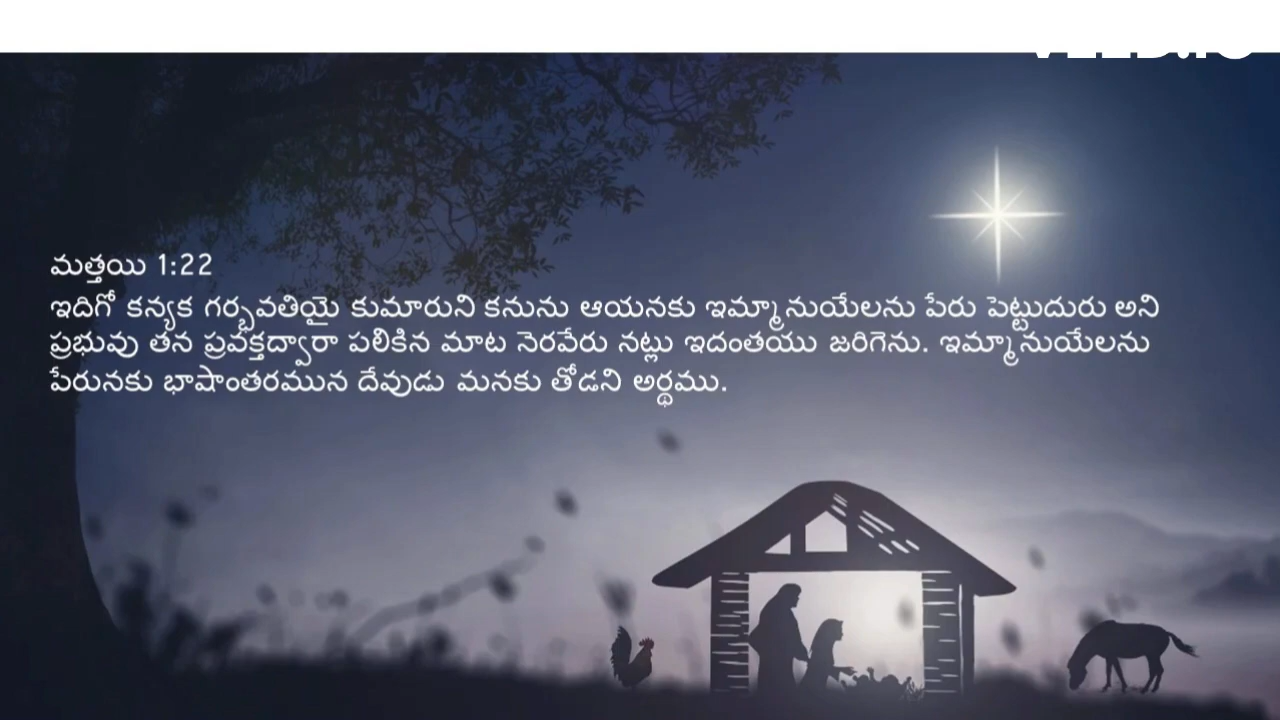 మత్తయి 1:22
ఇదిగో కన్యక గర్భవతియై కుమారుని కనును ఆయనకు ఇమ్మానుయేలను పేరు పెట్టుదురు అని
ప్రభువు తన ప్రవక్తద్వారా పలికిన మాట నెరవేరు నట్లు ఇదంతయు జరిగెను. ఇమ్మానుయేలను
పేరునకు భాషాంతరమున దేవుడు మనకు తోడని అర్థము.